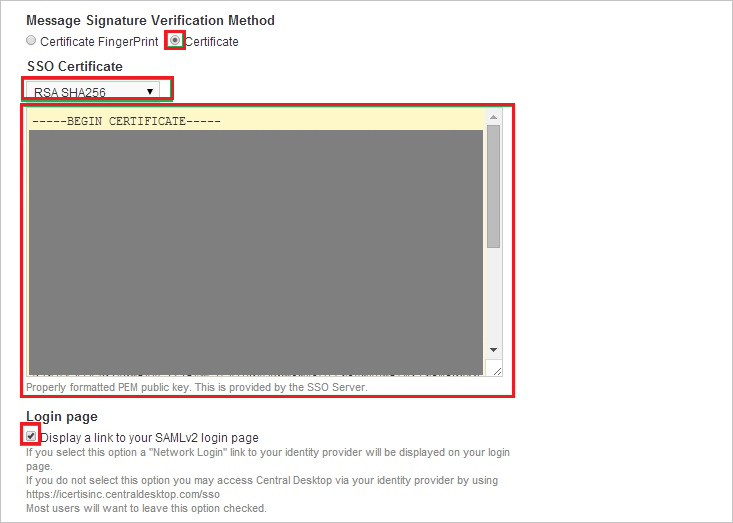 Message Signature Verification Method
Certificate FingerPrint Certificate
SSO Certificate
RSA SHA256
-----BEGIN CERTIFICATE-----
Properly formatted PEM public key. This is provided by the SSO Server.
Login page
Display a link to your SAMLv2 login page
If you select this option a "Network Login" link to your identity provider will be displayed on your login
page.
If you do not select this option you may access Central Desktop via your identity provider by using
https://icertisinc.centraldesktop.com/sso
Most users will want to leave this option checked.